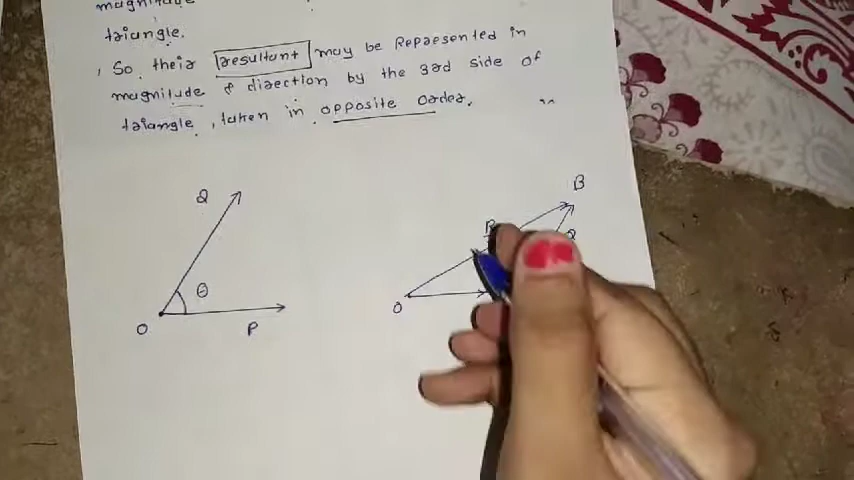 magnitude
triangle.
, So their resultant may be Represented in
magnitude & direction by the 3rd side of
triangle, taken in opposite Order.
Q
θ
O
P
B
R
Q
O